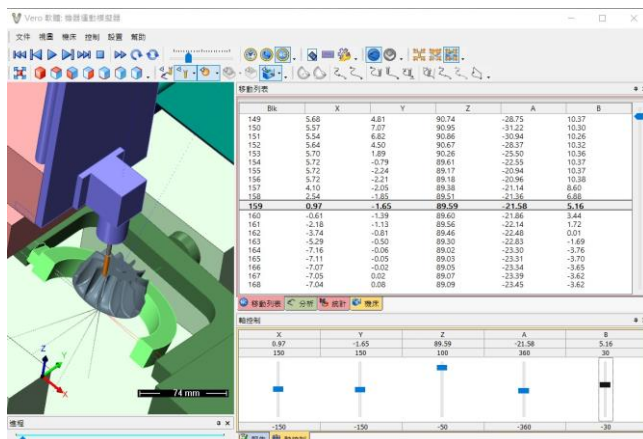 Vero 軟體: 機器運動模擬器
文件 視圖 機床 控制 設置 幫助
移動列表
Blk X Y Z A B
149 5.68 4.81 90.74 -28.75 10.37
150 5.57 7.07 90.95 -31.22 10.30
151 5.54 6.82 90.86 -30.94 10.26
152 5.64 4.50 90.67 -28.37 10.32
153 5.70 1.89 90.26 -25.50 10.36
154 5.72 -0.79 89.61 -22.55 10.37
155 5.72 -2.24 89.17 -20.94 10.37
156 5.72 -2.21 89.18 -20.96 10.38
157 4.10 -2.05 89.38 -21.14 8.60
158 2.54 -1.85 89.51 -21.36 6.88
159 0.97 -1.65 89.59 -21.58 5.16
160 -0.61 -1.39 89.60 -21.86 3.44
161 -2.18 -1.13 89.56 -22.14 1.72
162 -3.74 -0.81 89.46 -22.48 0.01
163 -5.29 -0.50 89.30 -22.83 -1.69
164 -7.16 -0.06 89.02 -23.30 -3.76
165 -7.11 -0.05 89.03 -23.31 -3.70
166 -7.07 -0.02 89.05 -23.34 -3.65
167 -7.05 0.02 89.07 -23.39 -3.62
168 -7.04 0.08 89.09 -23.45 -3.62
移動列表 分析 統計 機床
軸控制
X Y Z A B
0.97 -1.65 89.59 -21.58 5.16
150 150 100 360 30
-150 -150 -50 -360 -30
Z
Y
X
74 mm
進程